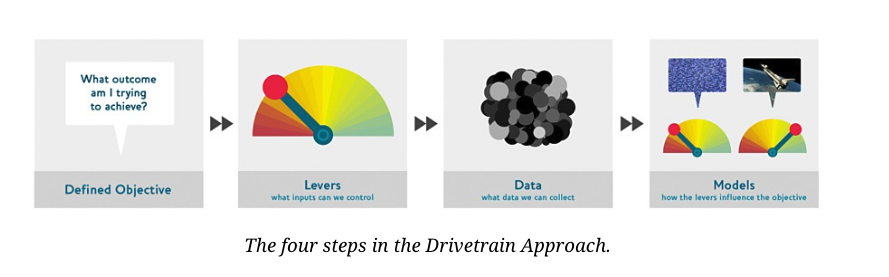 What outcome
am I trying
to achieve?
Defined Objective
Levers
what inputs can we control
Data
what data we can collect
Models
how the levers influence the objective
The four steps in the Drivetrain Approach.